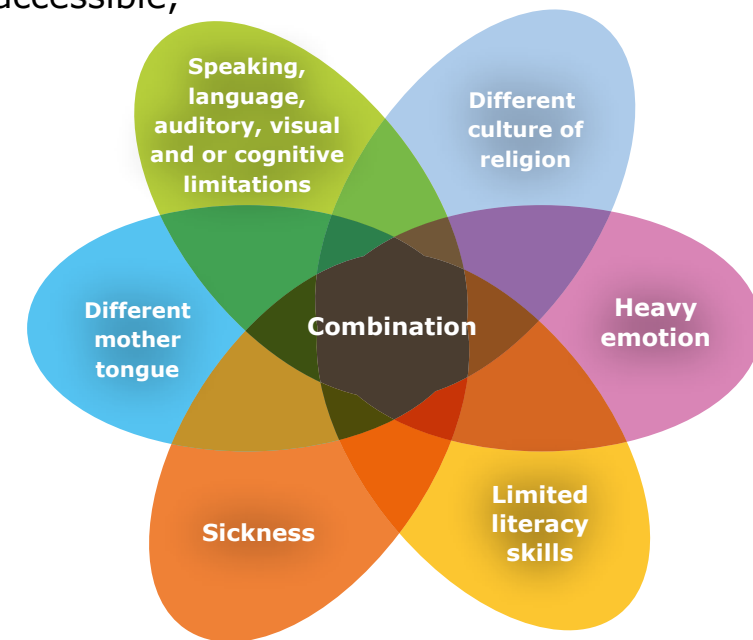 accessible,
Speaking,
language,
auditory, visual
and or cognitive
limitations
Different
culture of
religion
Different
mother
tongue
Combination
Heavy
emotion
Sickness
Limited
literacy
skills